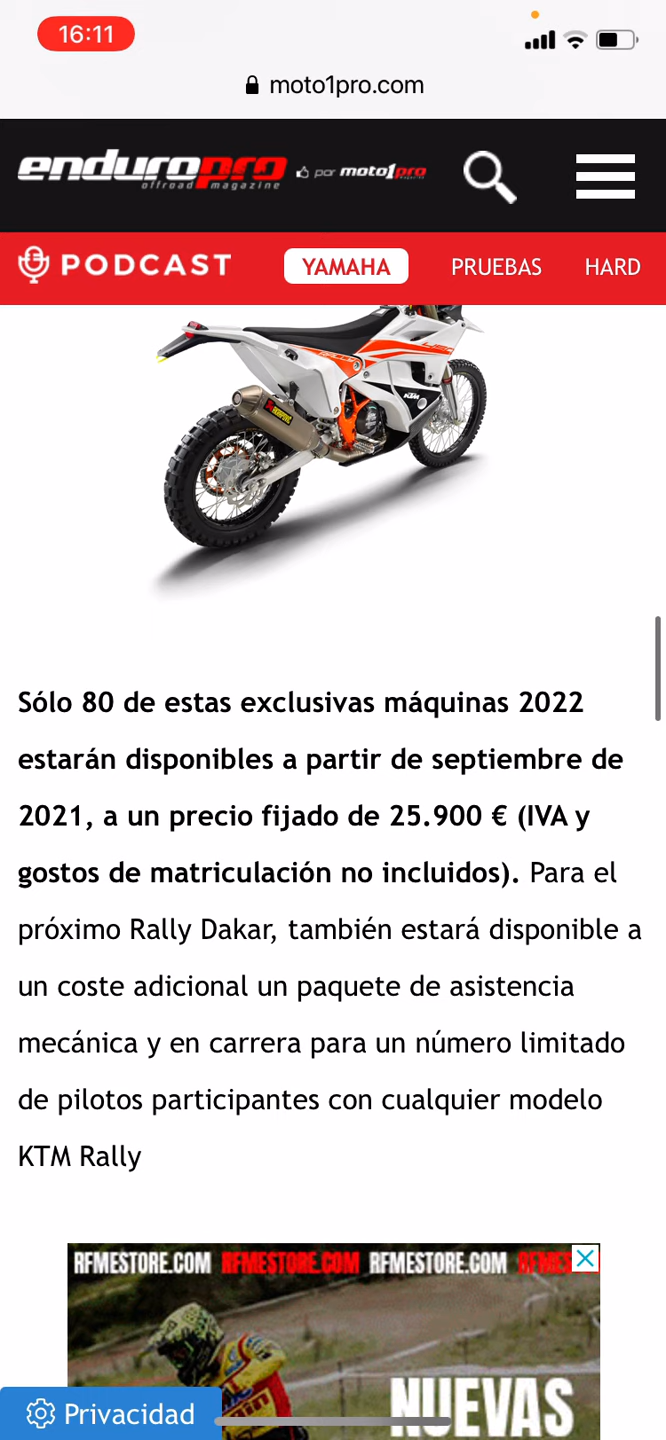 16:11
moto1pro.com
enduropro
offroad magazine
por moto1pro
magazine
PODCAST
YAMAHA
PRUEBAS
HARD
KTM
Sólo 80 de estas exclusivas máquinas 2022
estarán disponibles a partir de septiembre de
2021, a un precio fijado de 25.900 € (IVA y
gostos de matriculación no incluidos). Para el
próximo Rally Dakar, también estará disponible a
un coste adicional un paquete de asistencia
mecánica y en carrera para un número limitado
de pilotos participantes con cualquier modelo
KTM Rally
RFMESTORE.COM RFMESTORE.COM RFMESTORE.COM
NUEVAS
Privacidad